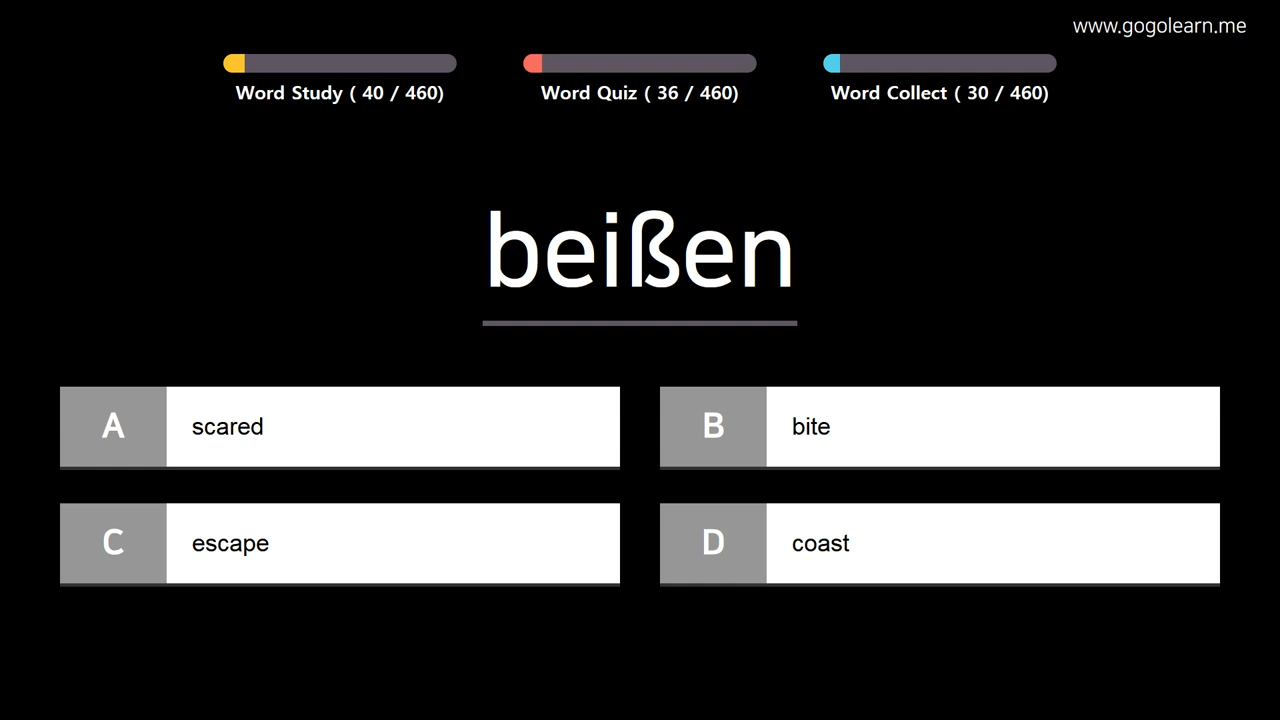 www.gogolearn.me
Word Study ( 40 / 460)
Word Quiz ( 36 / 460)
Word Collect ( 30 / 460)
beißen
A scared
B bite
C escape
D coast